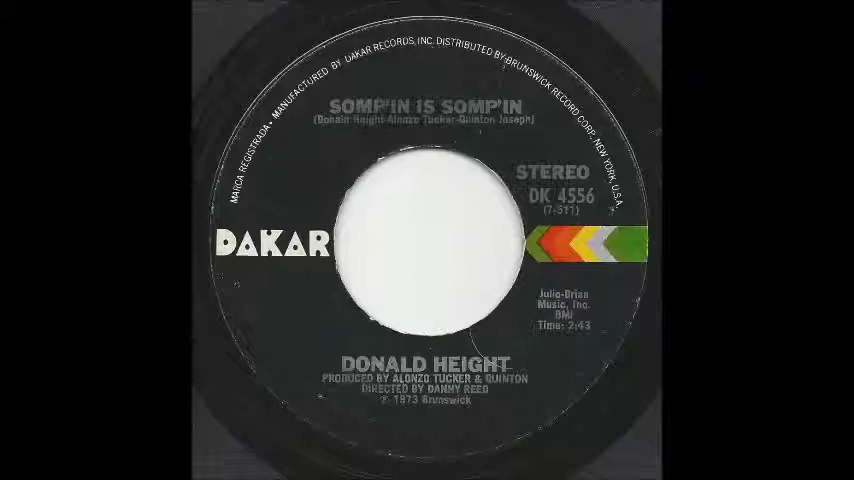 MARCA REGISTRADA • MANUFACTURED BY DAKAR RECORDS, INC. DISTRIBUTED BY BRUNSWICK RECORD CORP. NEW YORK, U.S.A.
SOMP'IN IS SOMP'IN
(Donald Height-Alonzo Tucker-Quinton Joseph)
STEREO
DK 4556
(7-511)
DAKAR
Julio-Brian
Music, Inc.
BMI
Time: 2:43
DONALD HEIGHT
PRODUCED BY ALONZO TUCKER & QUINTON
DIRECTED BY DANNY REED
℗ 1973 Brunswick